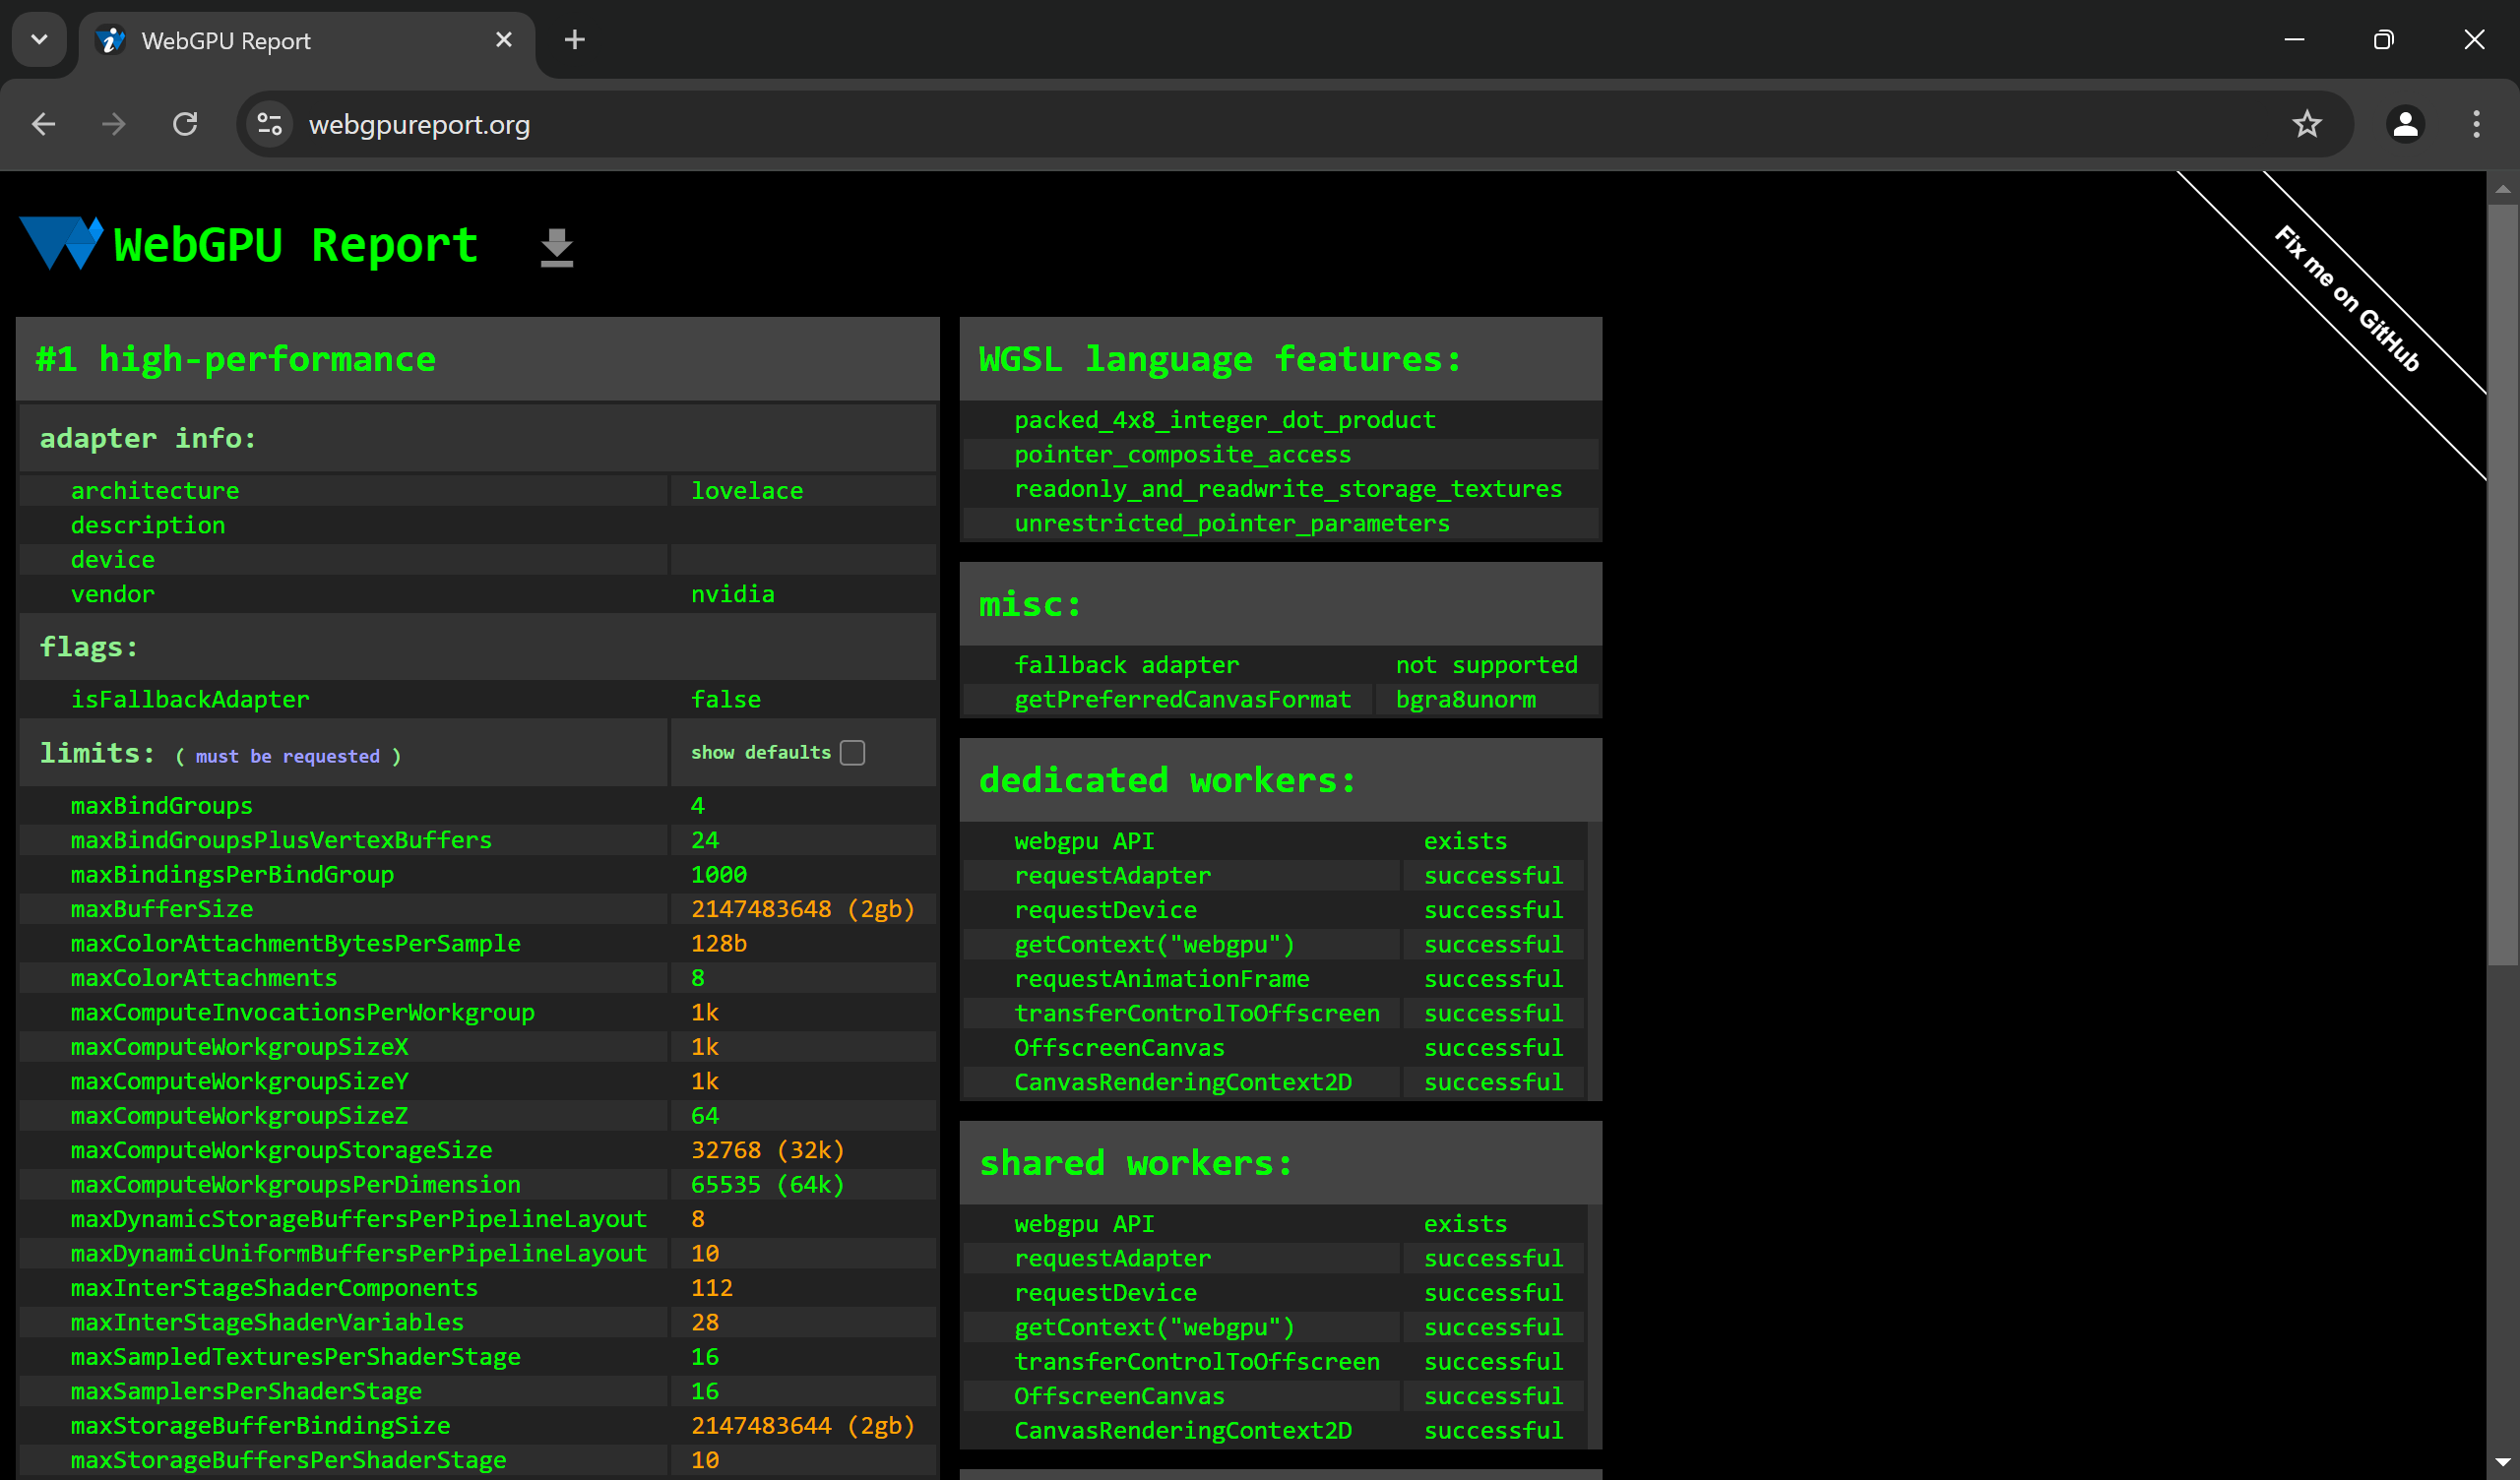 WebGPU Report
webgpureport.org
WebGPU Report
Fix me on GitHub
#1 high-performance
adapter info:
architecture lovelace
description
device
vendor nvidia
flags:
isFallbackAdapter false
limits: ( must be requested ) show defaults
maxBindGroups 4
maxBindGroupsPlusVertexBuffers 24
maxBindingsPerBindGroup 1000
maxBufferSize 2147483648 (2gb)
maxColorAttachmentBytesPerSample 128b
maxColorAttachments 8
maxComputeInvocationsPerWorkgroup 1k
maxComputeWorkgroupSizeX 1k
maxComputeWorkgroupSizeY 1k
maxComputeWorkgroupSizeZ 64
maxComputeWorkgroupStorageSize 32768 (32k)
maxComputeWorkgroupsPerDimension 65535 (64k)
maxDynamicStorageBuffersPerPipelineLayout 8
maxDynamicUniformBuffersPerPipelineLayout 10
maxInterStageShaderComponents 112
maxInterStageShaderVariables 28
maxSampledTexturesPerShaderStage 16
maxSamplersPerShaderStage 16
maxStorageBufferBindingSize 2147483644 (2gb)
maxStorageBuffersPerShaderStage 10
WGSL language features:
packed_4x8_integer_dot_product
pointer_composite_access
readonly_and_readwrite_storage_textures
unrestricted_pointer_parameters
misc:
fallback adapter not supported
getPreferredCanvasFormat bgra8unorm
dedicated workers:
webgpu API exists
requestAdapter successful
requestDevice successful
getContext("webgpu") successful
requestAnimationFrame successful
transferControlToOffscreen successful
OffscreenCanvas successful
CanvasRenderingContext2D successful
shared workers:
webgpu API exists
requestAdapter successful
requestDevice successful
getContext("webgpu") successful
transferControlToOffscreen successful
OffscreenCanvas successful
CanvasRenderingContext2D successful